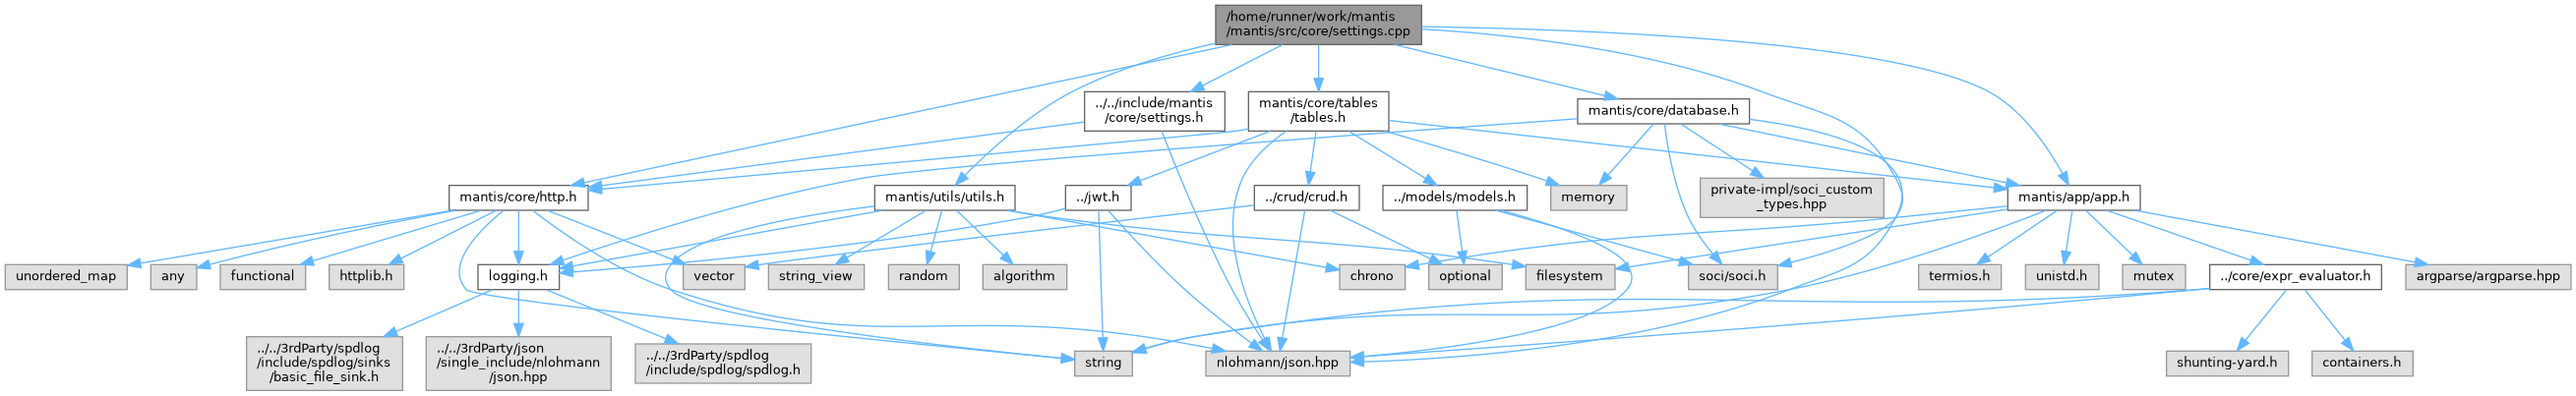 /home/runner/work/mantis
/mantis/src/core/settings.cpp
../../include/mantis
/core/settings.h
mantis/core/tables
/tables.h
mantis/core/database.h
mantis/core/http.h
mantis/utils/utils.h
../jwt.h
../crud/crud.h
../models/models.h
memory
private-impl/soci_custom
_types.hpp
mantis/app/app.h
unordered_map
any
functional
httplib.h
logging.h
vector
string_view
random
algorithm
chrono
optional
filesystem
soci/soci.h
termios.h
unistd.h
mutex
../core/expr_evaluator.h
argparse/argparse.hpp
../../3rdParty/spdlog
/include/spdlog/sinks
/basic_file_sink.h
../../3rdParty/json
/single_include/nlohmann
/json.hpp
../../3rdParty/spdlog
/include/spdlog/spdlog.h
string
nlohmann/json.hpp
shunting-yard.h
containers.h